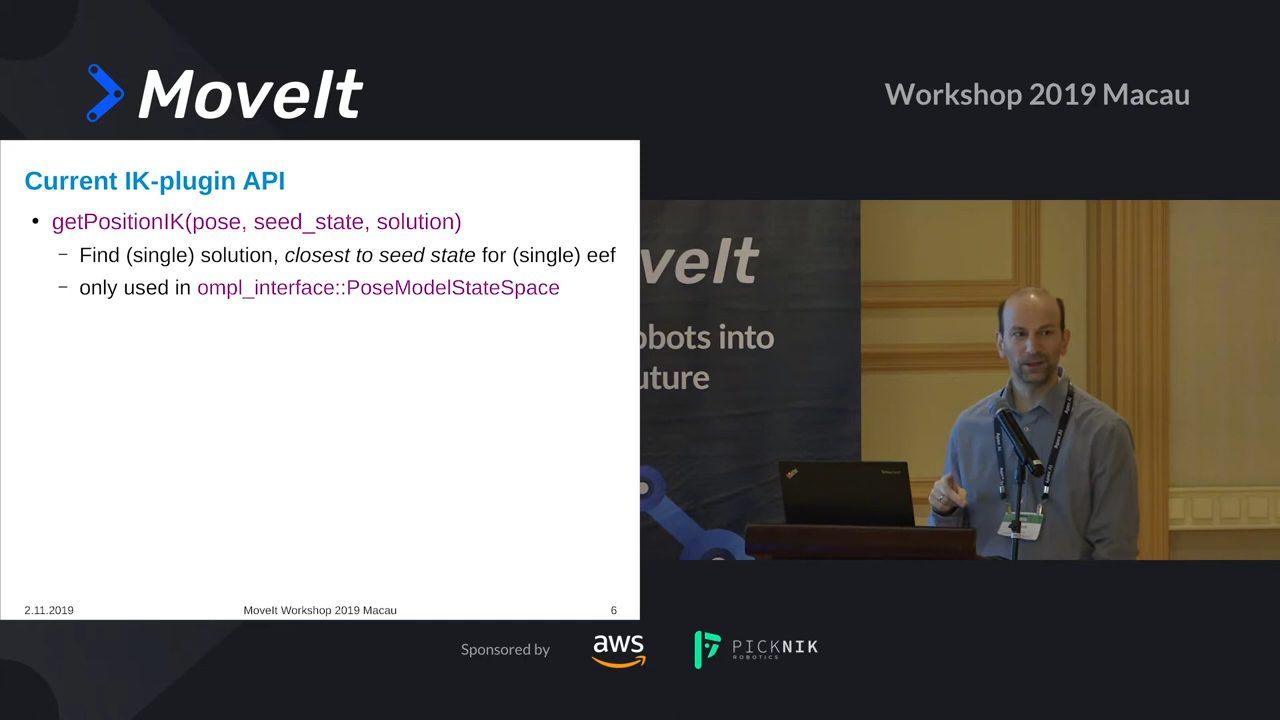 MoveIt
Workshop 2019 Macau
Current IK-plugin API
• getPositionIK(pose, seed_state, solution)
– Find (single) solution, closest to seed state for (single) eef
– only used in ompl_interface::PoseModelStateSpace
2.11.2019
MoveIt Workshop 2019 Macau
6
veIt
obots into
uture
Sponsored by
aws
PICKNIK
ROBOTICS